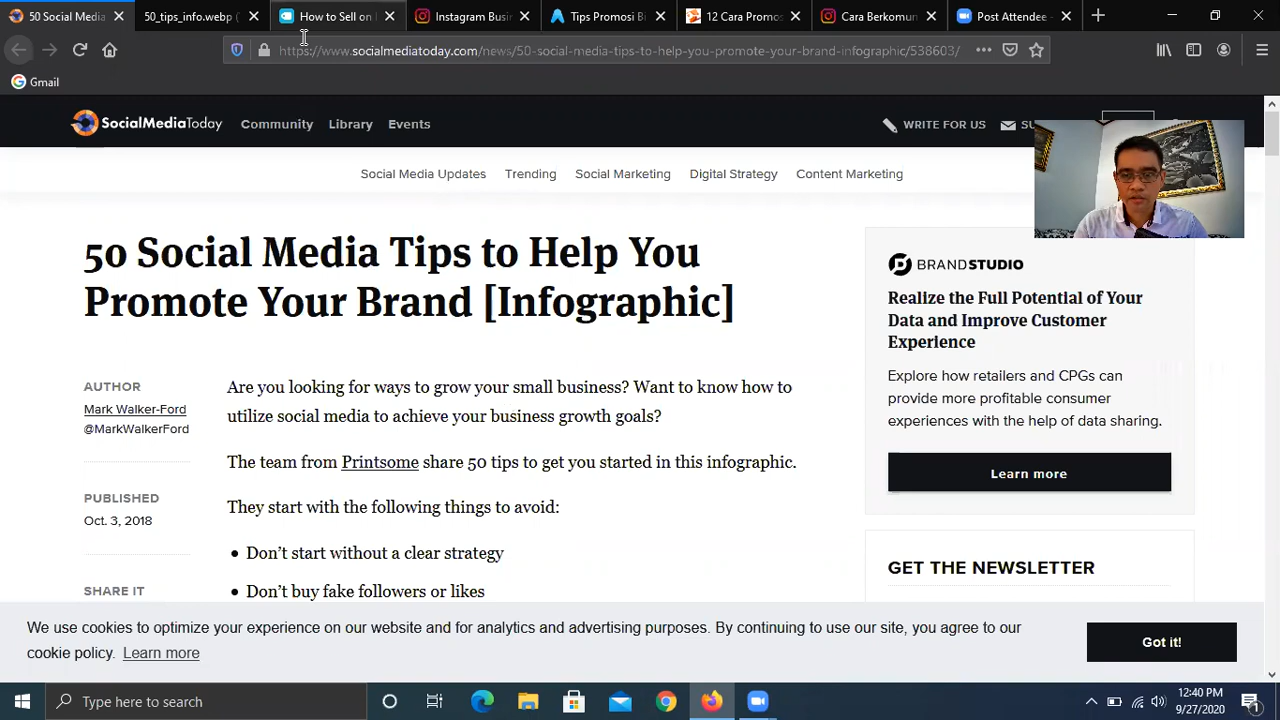 50 Social Media
50_tips_info.webp (
How to Sell on
Instagram Busin
Tips Promosi Bi
12 Cara Promos
Cara Berkomun
Post Attendee -
https://www.socialmediatoday.com/news/50-social-media-tips-to-help-you-promote-your-brand-infographic/538603/
Gmail
SocialMediaToday
Community
Library
Events
WRITE FOR US
SU
Social Media Updates
Trending
Social Marketing
Digital Strategy
Content Marketing
50 Social Media Tips to Help You
Promote Your Brand [Infographic]
AUTHOR
Mark Walker-Ford
@MarkWalkerFord
PUBLISHED
Oct. 3, 2018
SHARE IT
Are you looking for ways to grow your small business? Want to know how to
utilize social media to achieve your business growth goals?
The team from Printsome share 50 tips to get you started in this infographic.
They start with the following things to avoid:
• Don't start without a clear strategy
• Don't buy fake followers or likes
BRANDSTUDIO
Realize the Full Potential of Your
Data and Improve Customer
Experience
Explore how retailers and CPGs can
provide more profitable consumer
experiences with the help of data sharing.
Learn more
GET THE NEWSLETTER
We use cookies to optimize your experience on our website and for analytics and advertising purposes. By continuing to use our site, you agree to our
cookie policy. Learn more
Got it!
Type here to search
12:40 PM
9/27/2020
1